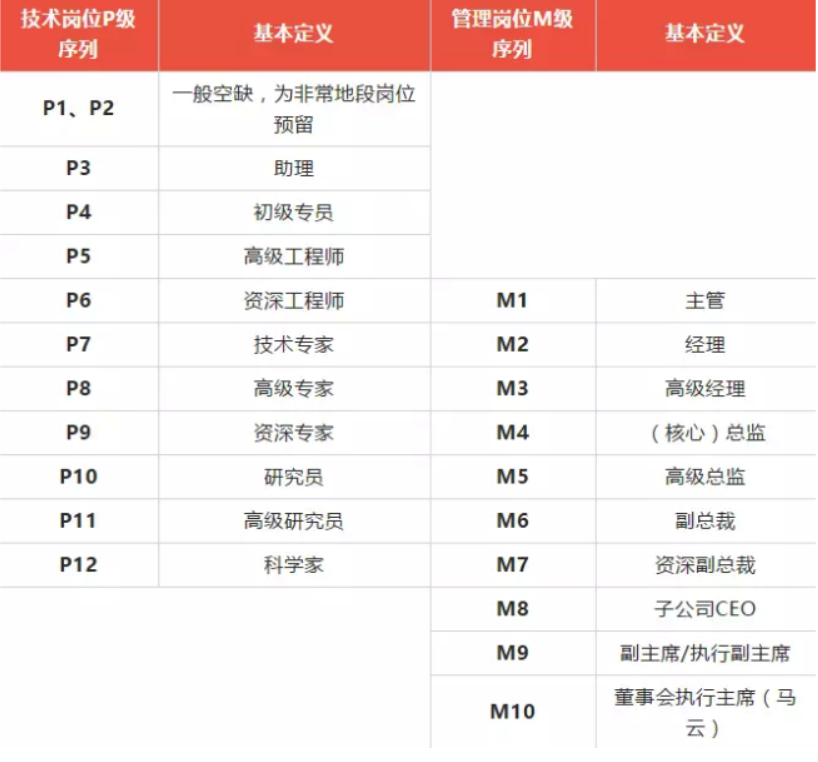 技术岗位P级
序列
基本定义
管理岗位M级
序列
基本定义
P1、P2
一般空缺，为非常地段岗位
预留
P3
助理
P4
初级专员
P5
高级工程师
P6
资深工程师
M1
主管
P7
技术专家
M2
经理
P8
高级专家
M3
高级经理
P9
资深专家
M4
（核心）总监
P10
研究员
M5
高级总监
P11
高级研究员
M6
副总裁
P12
科学家
M7
资深副总裁
M8
子公司CEO
M9
副主席/执行副主席
M10
董事会执行主席（马
云）